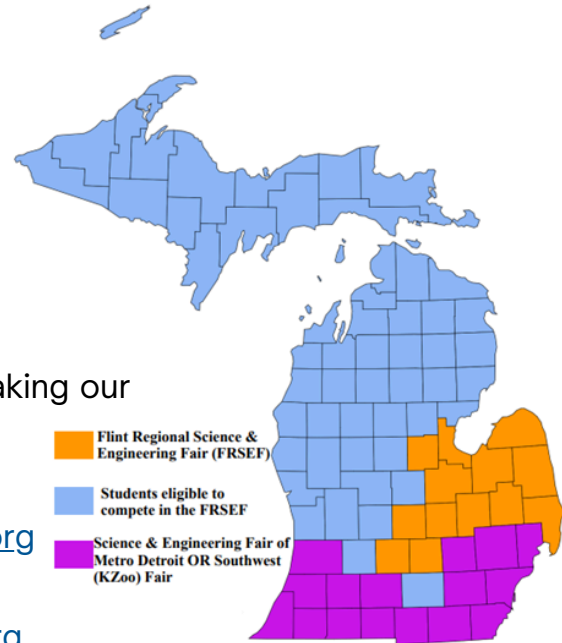 aking our
Flint Regional Science &
Engineering Fair (FRSEF)
Students eligible to
compete in the FRSEF
org
Science & Engineering Fair of
Metro Detroit OR Southwest
(KZoo) Fair
rg